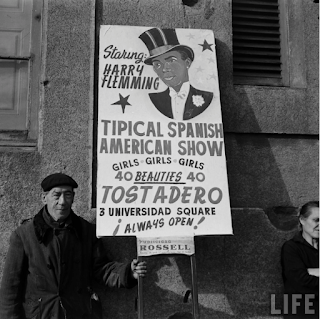 Staring:
HARRY
FLEMMING
TIPICAL SPANISH
AMERICAN SHOW
GIRLS-GIRLS-GIRLS
40 BEAUTIES 40
TOSTADERO
3 UNIVERSIDAD SQUARE
¡ALWAYS OPEN!
ROSSELL
LIFE